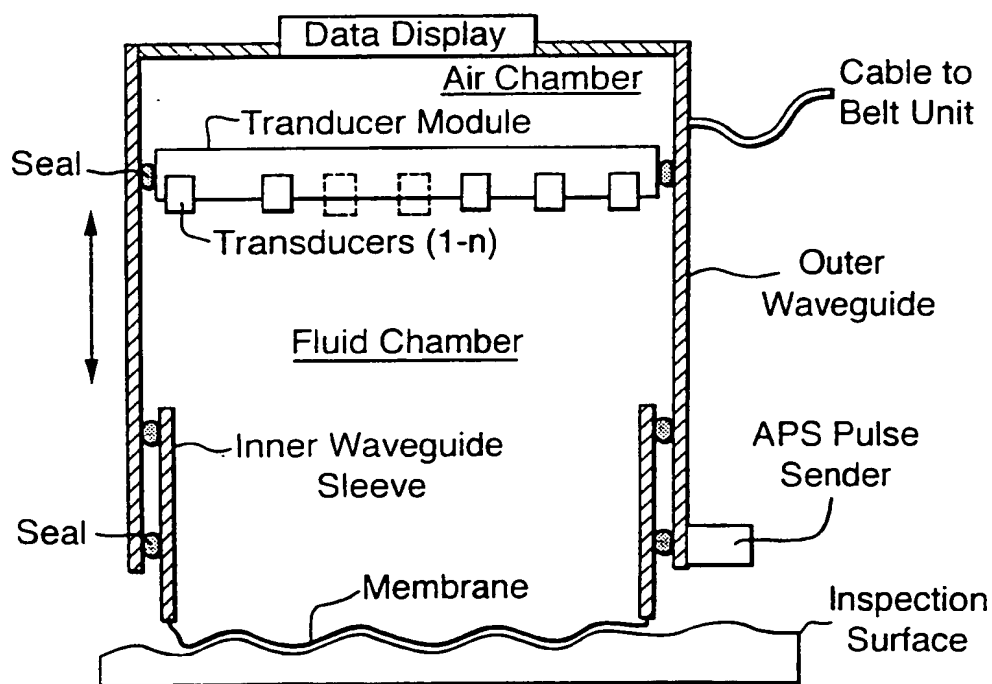 Data Display
Air Chamber
Cable to
Belt Unit
Tranducer Module
Seal
Transducers (1-n)
Outer
Waveguide
Fluid Chamber
Inner Waveguide
Sleeve
APS Pulse
Sender
Seal
Membrane
Inspection
Surface